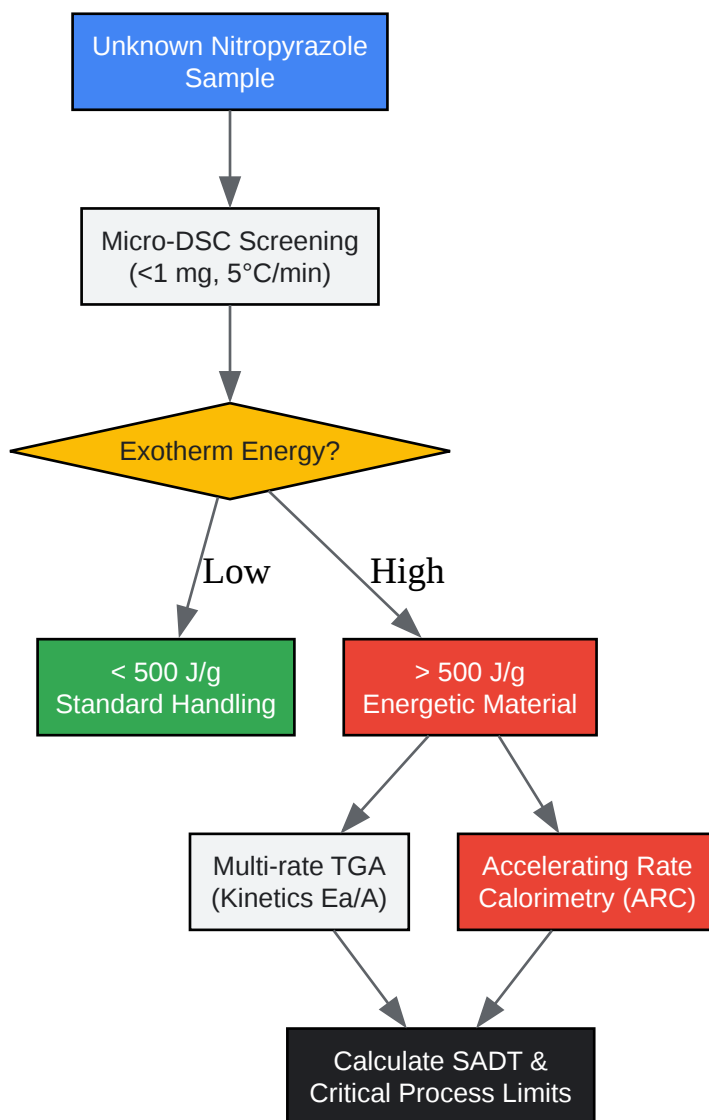 Unknown Nitropyrazole
Sample
Micro-DSC Screening
(<1 mg, 5°C/min)
Exotherm Energy?
Low
High
< 500 J/g
Standard Handling
> 500 J/g
Energetic Material
Multi-rate TGA
(Kinetics Ea/A)
Accelerating Rate
Calorimetry (ARC)
Calculate SADT &
Critical Process Limits